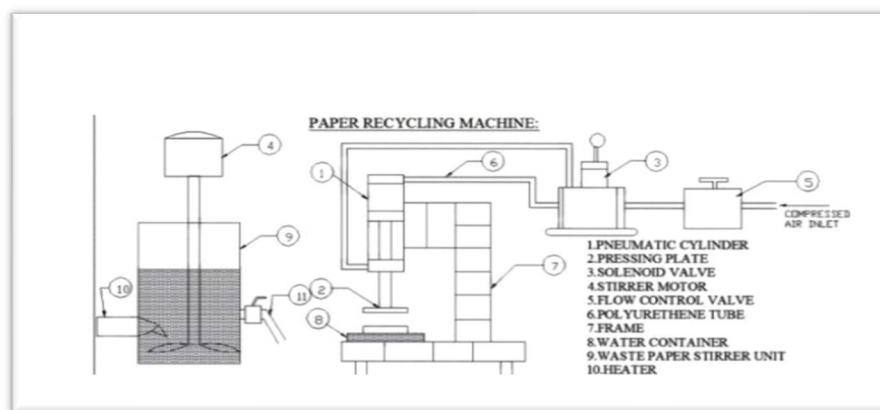 PAPER RECYCLING MACHINE:
4
1
6
3
5
9
COMPRESSED
AIR INLET
10
11
2
7
8
1.PNEUMATIC CYLINDER
2.PRESSING PLATE
3.SOLENOID VALVE
4.STIRRER MOTOR
5.FLOW CONTROL VALVE
6.POLYURETHENE TUBE
7.FRAME
8.WATER CONTAINER
9.WASTE PAPER STIRRER UNIT
10.HEATER